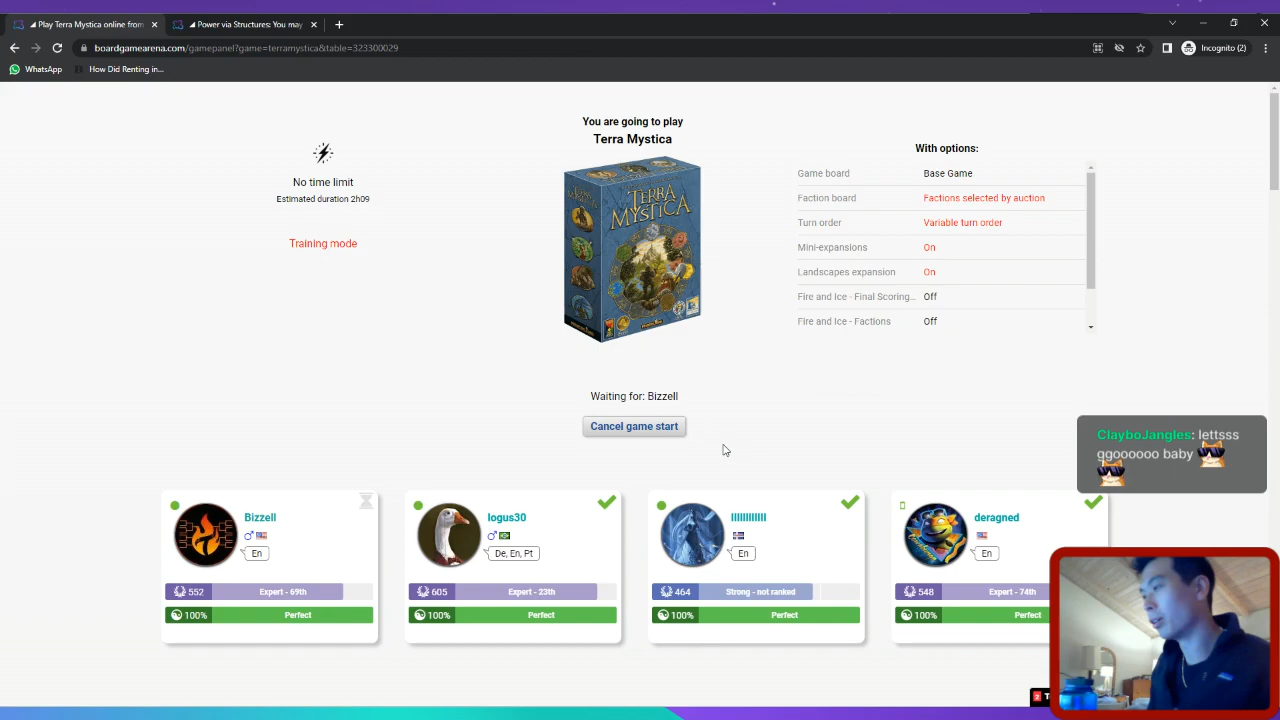 Play Terra Mystica online from
Power via Structures: You may
boardgamearena.com/gamepanel?game=terramystica&table=323300029
Incognito (2)
WhatsApp
How Did Renting in...
You are going to play
Terra Mystica
No time limit
Estimated duration 2h09
Training mode
TERRA
MYSTICA
With options:
Game board Base Game
Faction board Factions selected by auction
Turn order Variable turn order
Mini-expansions On
Landscapes expansion On
Fire and Ice - Final Scoring... Off
Fire and Ice - Factions Off
Waiting for: Bizzell
Cancel game start
ClayboJangles: lettsss
ggoooooo baby
Bizzell
En
552 Expert - 69th
100% Perfect
logus30
De, En, Pt
605 Expert - 23th
100% Perfect
En
464 Strong - not ranked
100% Perfect
deragned
En
548 Expert - 74th
100% Perfect